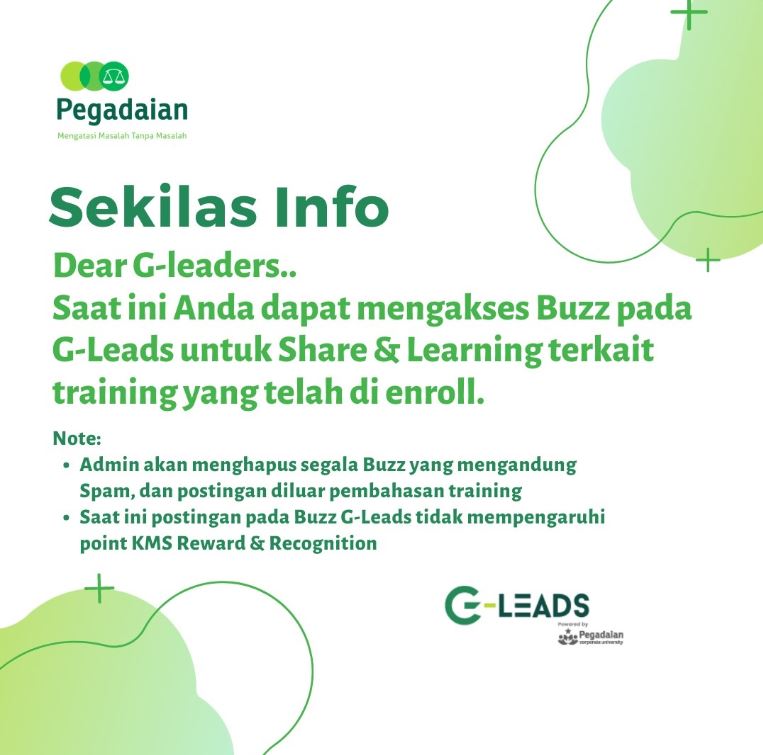 Pegadaian
Mengatasi Masalah Tanpa Masalah
Sekilas Info
Dear G-leaders..
Saat ini Anda dapat mengakses Buzz pada
G-Leads untuk Share & Learning terkait
training yang telah di enroll.
Note:
• Admin akan menghapus segala Buzz yang mengandung
Spam, dan postingan diluar pembahasan training
• Saat ini postingan pada Buzz G-Leads tidak mempengaruhi
point KMS Reward & Recognition
G-LEADS
Powered by
Pegadaian
corporate university